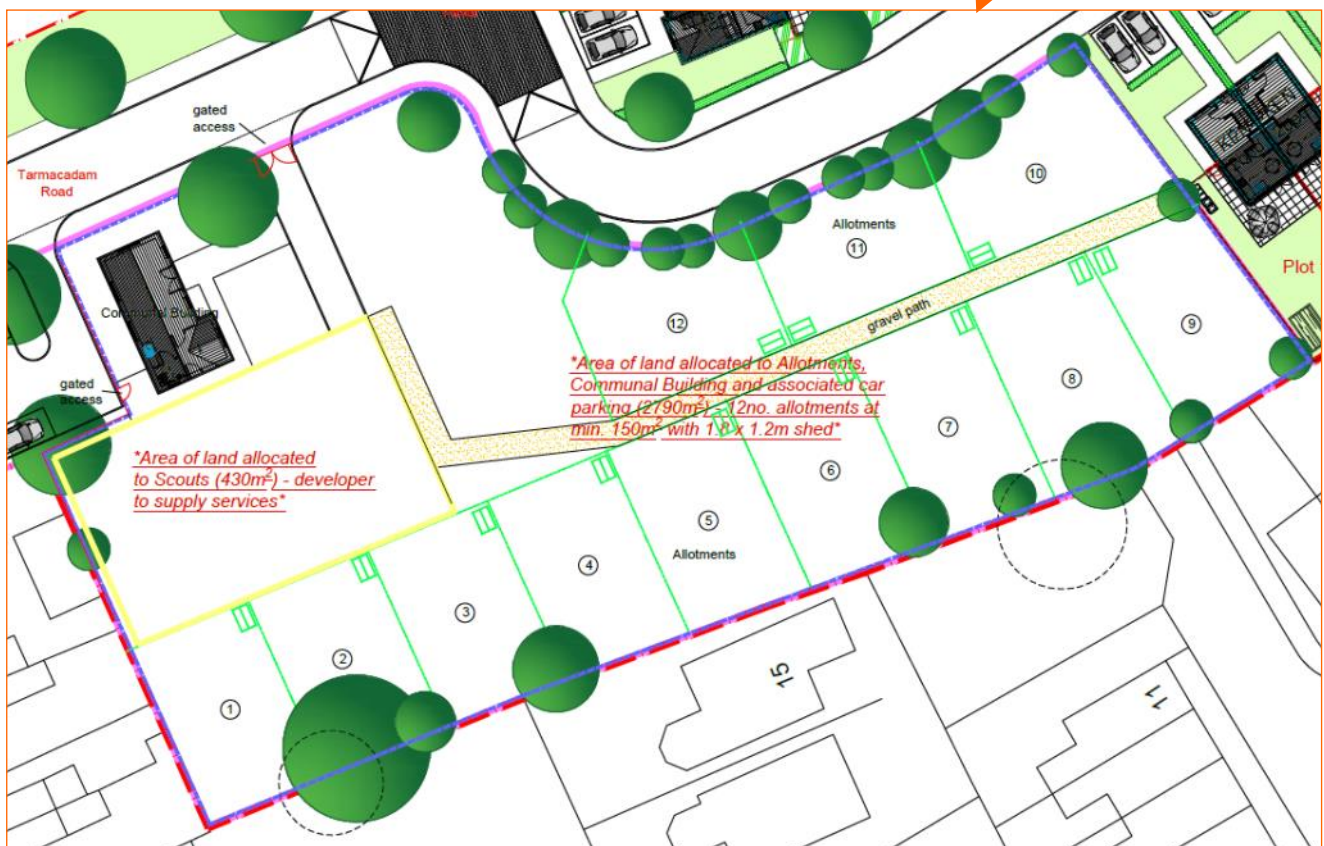 gated
access
Tarmacadam
Road
Communal Building
gated
access
*Area of land allocated
to Scouts (430m²) - developer
to supply services*
Allotments
10
11
12
gravel path
*Area of land allocated to Allotments,
Communal Building and associated car
parking (2790m²) - 12no. allotments at
min. 150m² with 1.8 x 1.2m shed*
Plot
9
8
7
6
5
Allotments
4
3
2
1
15
11